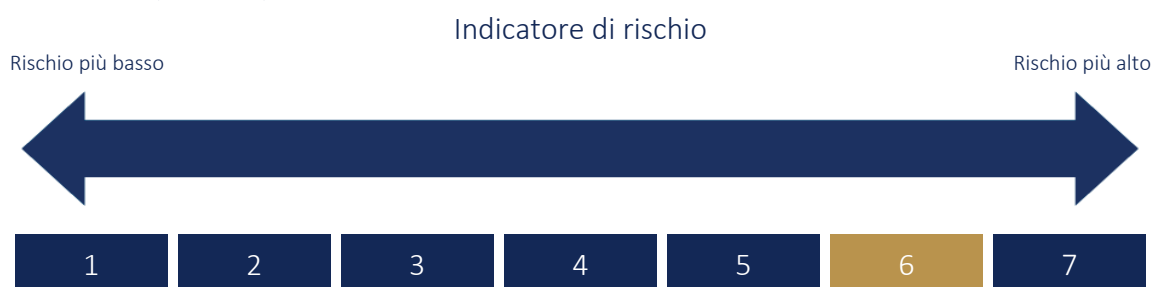 Indicatore di rischio
Rischio più basso Rischio più alto
1 2 3 4 5 6 7